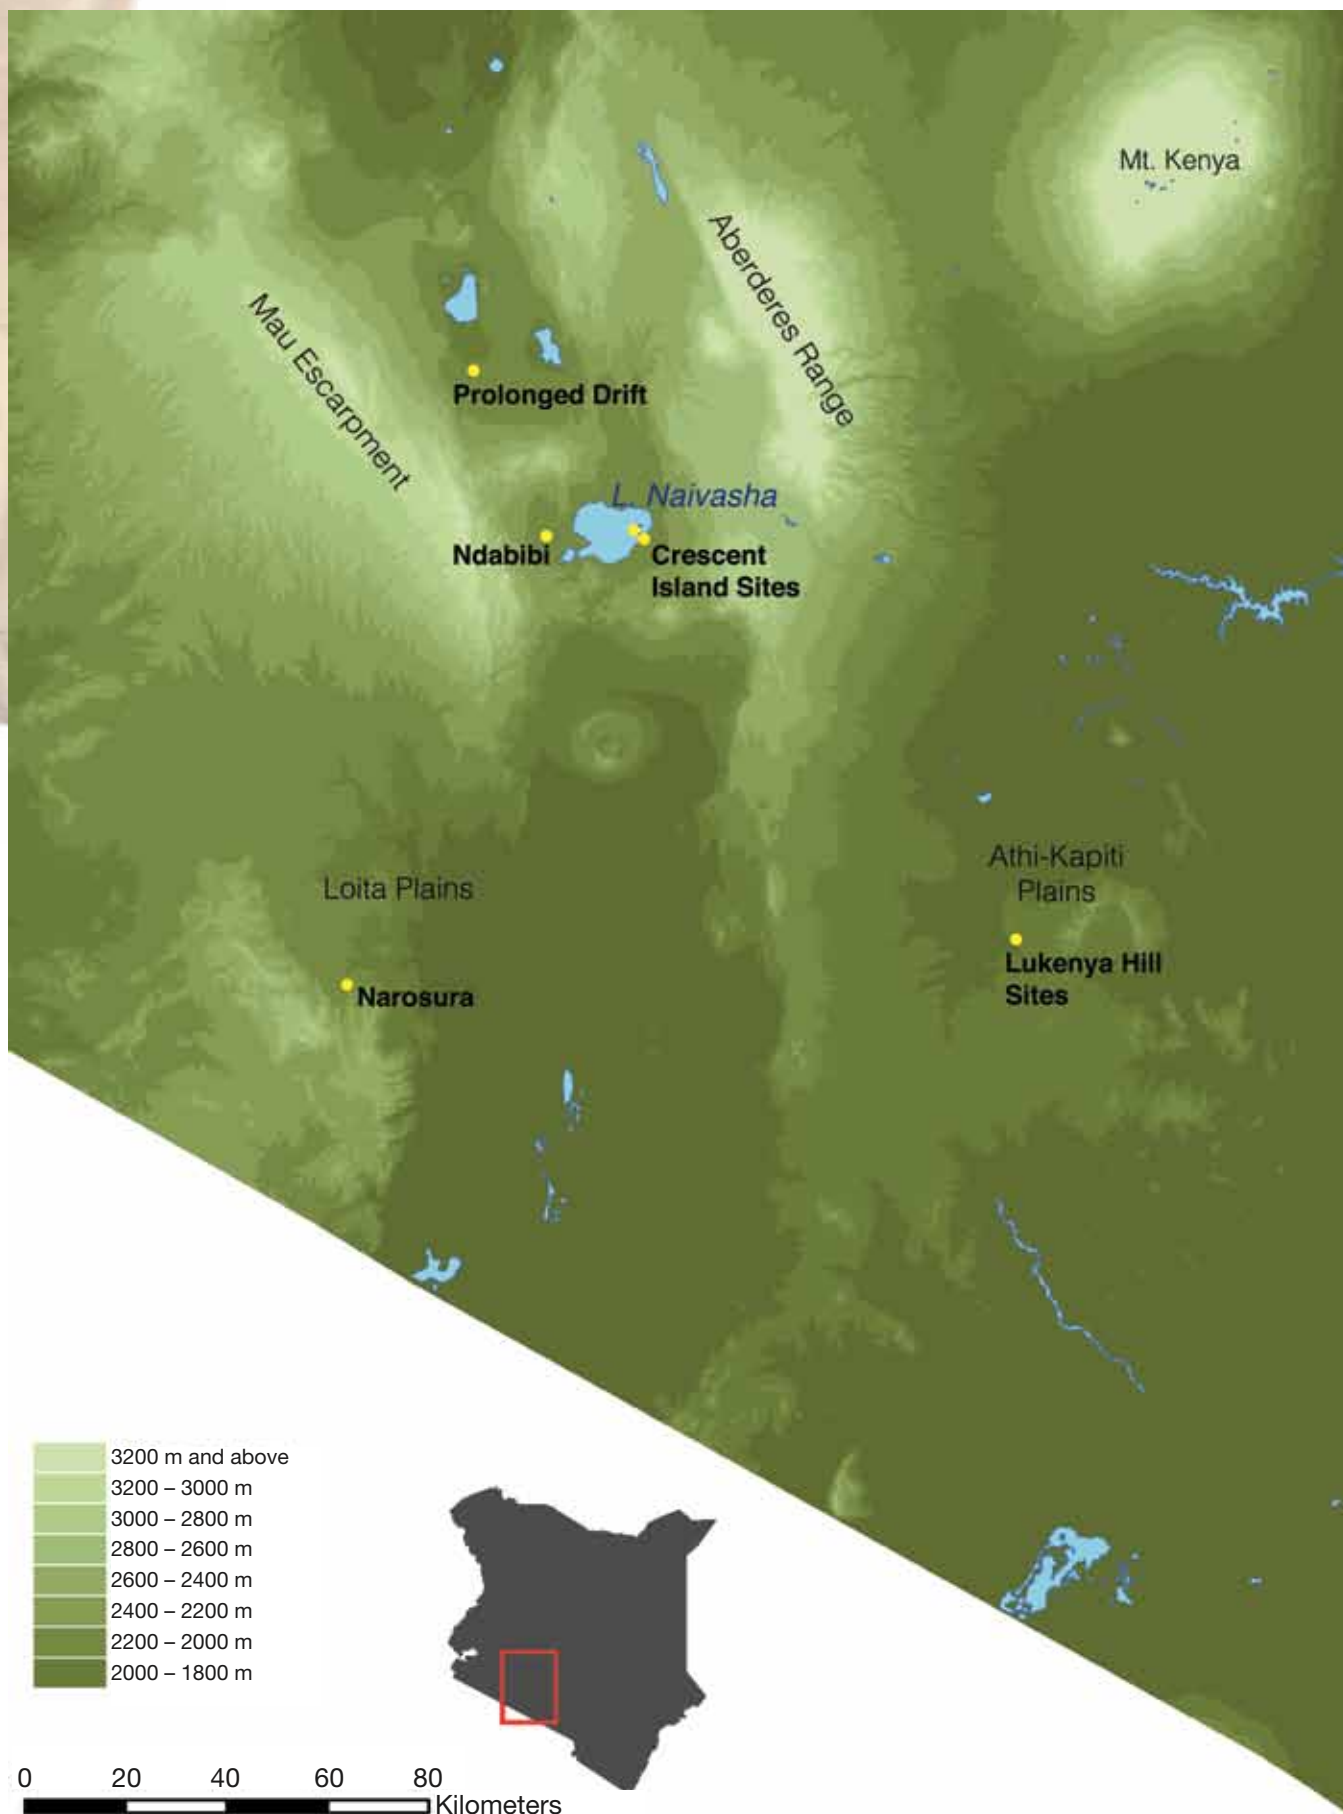 Mt. Kenya
Aberderes Range
Mau Escarpment
Prolonged Drift
L. Naivasha
Ndabibi
Crescent
Island Sites
Athi-Kapiti
Plains
Loita Plains
Lukenya Hill
Sites
Narosura
3200 m and above
3200 – 3000 m
3000 – 2800 m
2800 – 2600 m
2600 – 2400 m
2400 – 2200 m
2200 – 2000 m
2000 – 1800 m
0 20 40 60 80
Kilometers